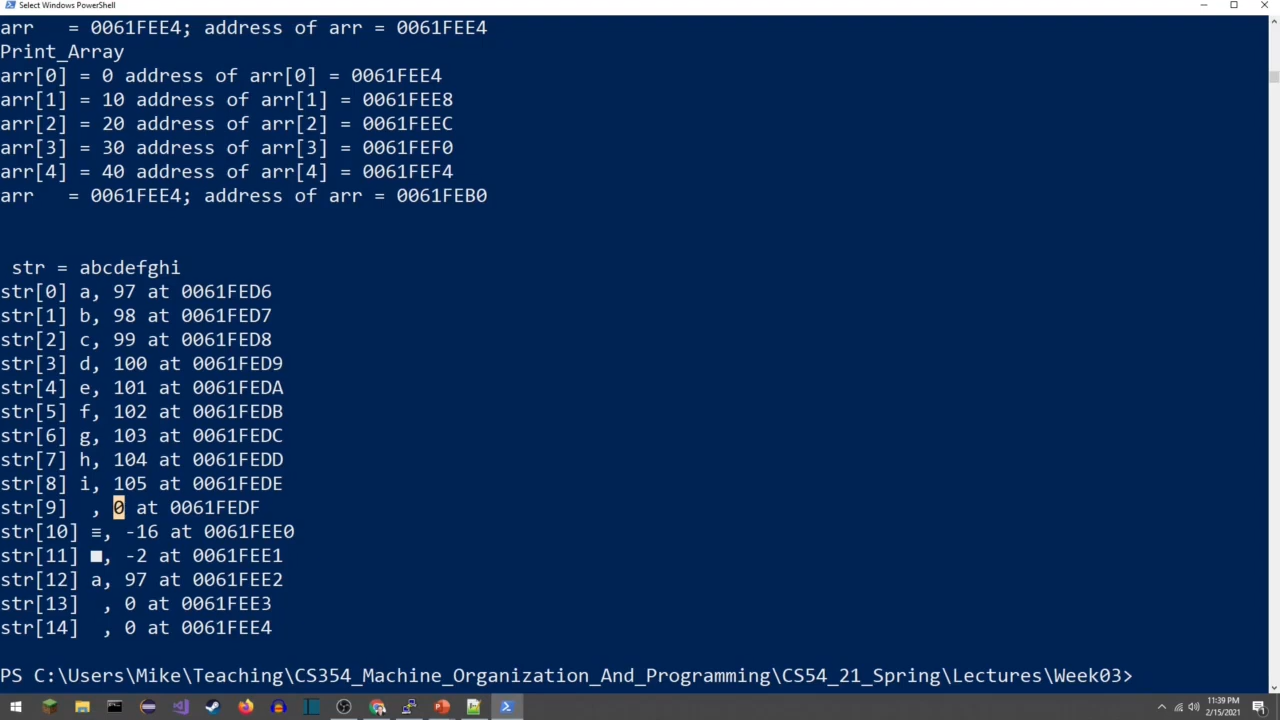 Select Windows PowerShell
arr   = 0061FEE4; address of arr = 0061FEE4
Print_Array
arr[0] = 0 address of arr[0] = 0061FEE4
arr[1] = 10 address of arr[1] = 0061FEE8
arr[2] = 20 address of arr[2] = 0061FEEC
arr[3] = 30 address of arr[3] = 0061FEF0
arr[4] = 40 address of arr[4] = 0061FEF4
arr   = 0061FEE4; address of arr = 0061FEB0
str = abcdefghi
str[0] a, 97 at 0061FED6
str[1] b, 98 at 0061FED7
str[2] c, 99 at 0061FED8
str[3] d, 100 at 0061FED9
str[4] e, 101 at 0061FEDA
str[5] f, 102 at 0061FEDB
str[6] g, 103 at 0061FEDC
str[7] h, 104 at 0061FEDD
str[8] i, 105 at 0061FEDE
str[9]  , 0 at 0061FEDF
str[10] ≡, -16 at 0061FEE0
str[11] ■, -2 at 0061FEE1
str[12] a, 97 at 0061FEE2
str[13]  , 0 at 0061FEE3
str[14]  , 0 at 0061FEE4
PS C:\Users\Mike\Teaching\CS354_Machine_Organization_And_Programming\CS54_21_Spring\Lectures\Week03>
11:39 PM
2/15/2021